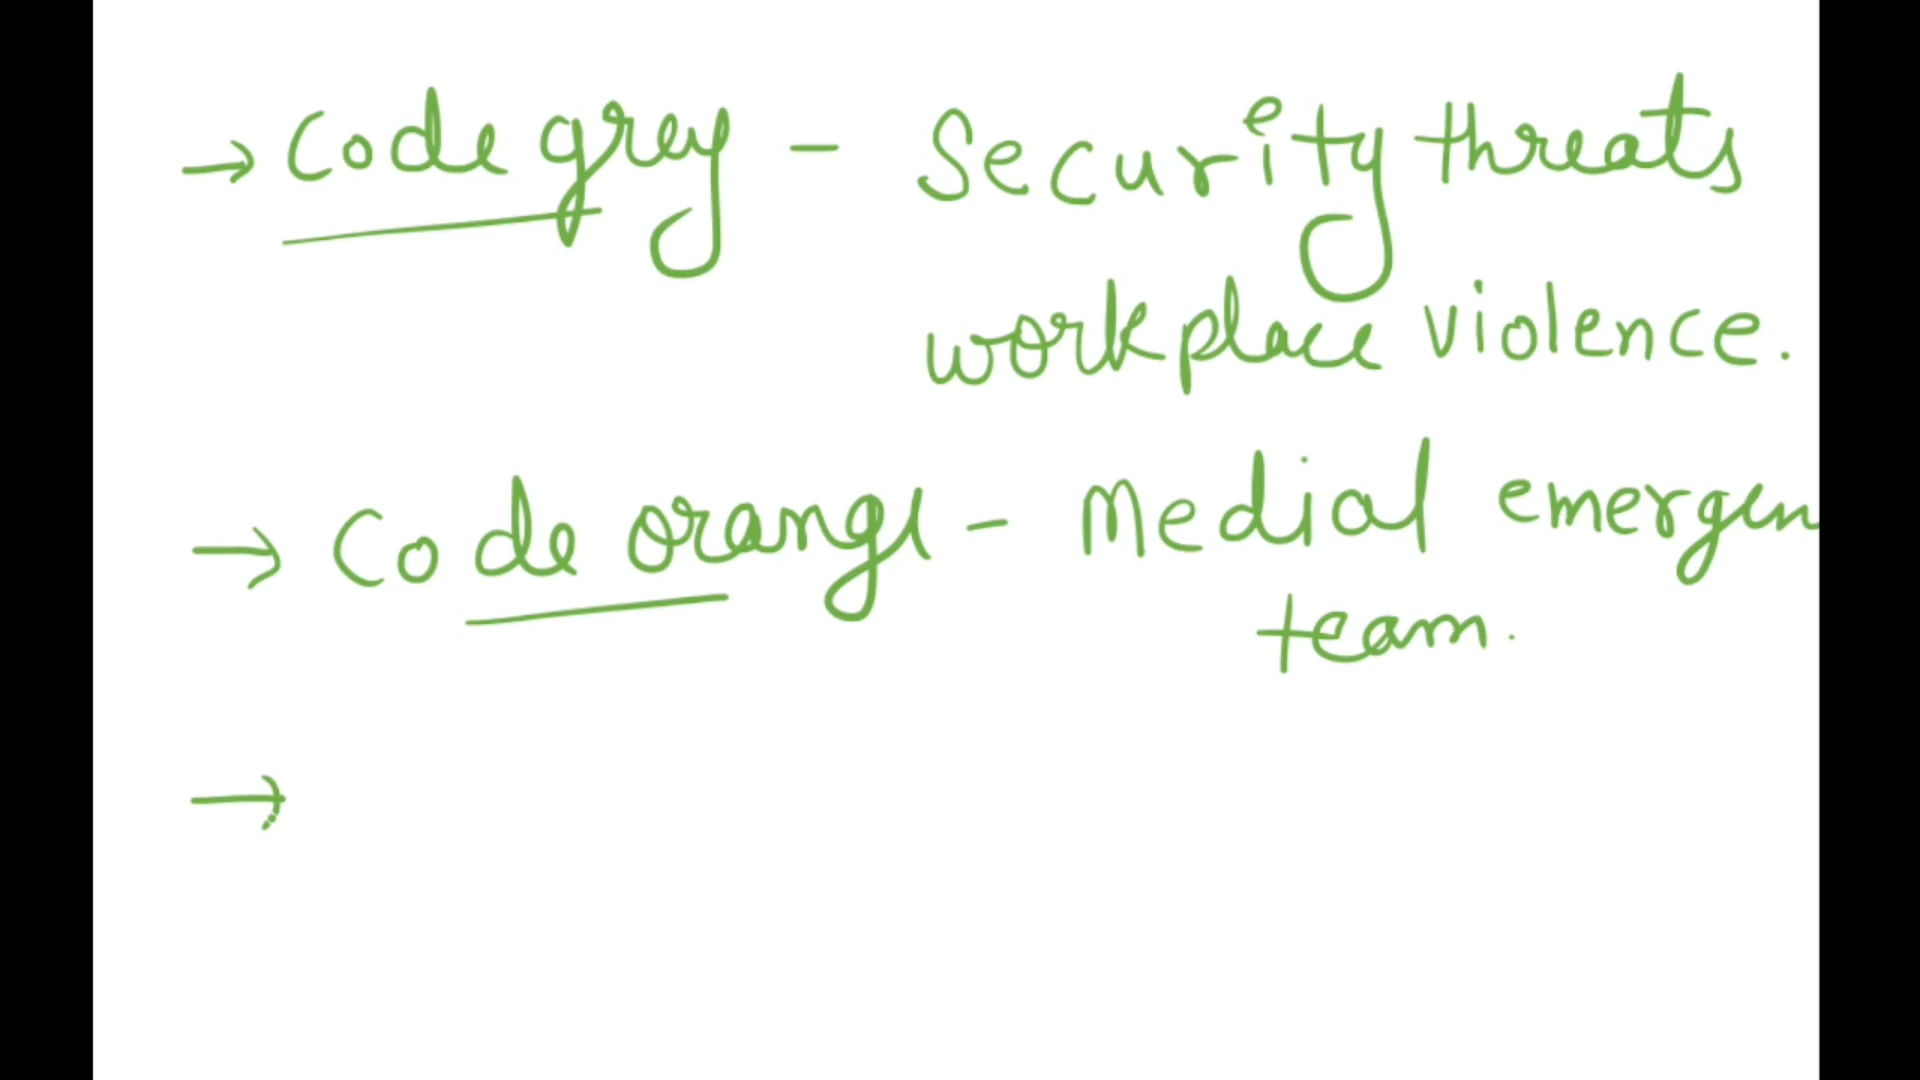 → Code grey - Security threats
workplace violence.
→ Code orange - Medial emergen
team.
→